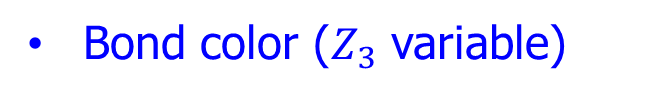 • Bond color (Z₃ variable)